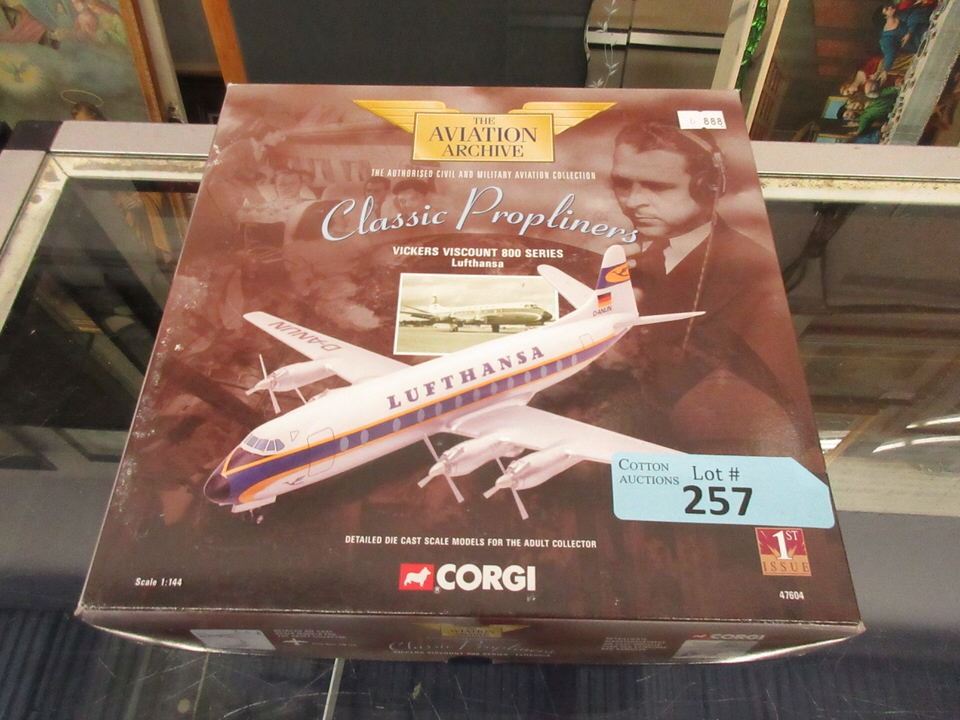 THE
AVIATION
ARCHIVE
888
THE AUTHORISED CIVIL AND MILITARY AVIATION COLLECTION
Classic Propliners
VICKERS VISCOUNT 800 SERIES
Lufthansa
D-ANUN
D-ANUN
LUFTHANSA
COTTON
AUCTIONS
Lot #
257
DETAILED DIE CAST SCALE MODELS FOR THE ADULT COLLECTOR
1ST
ISSUE
Scale 1:144
CORGI
47604
Classic Propliners
CORGI